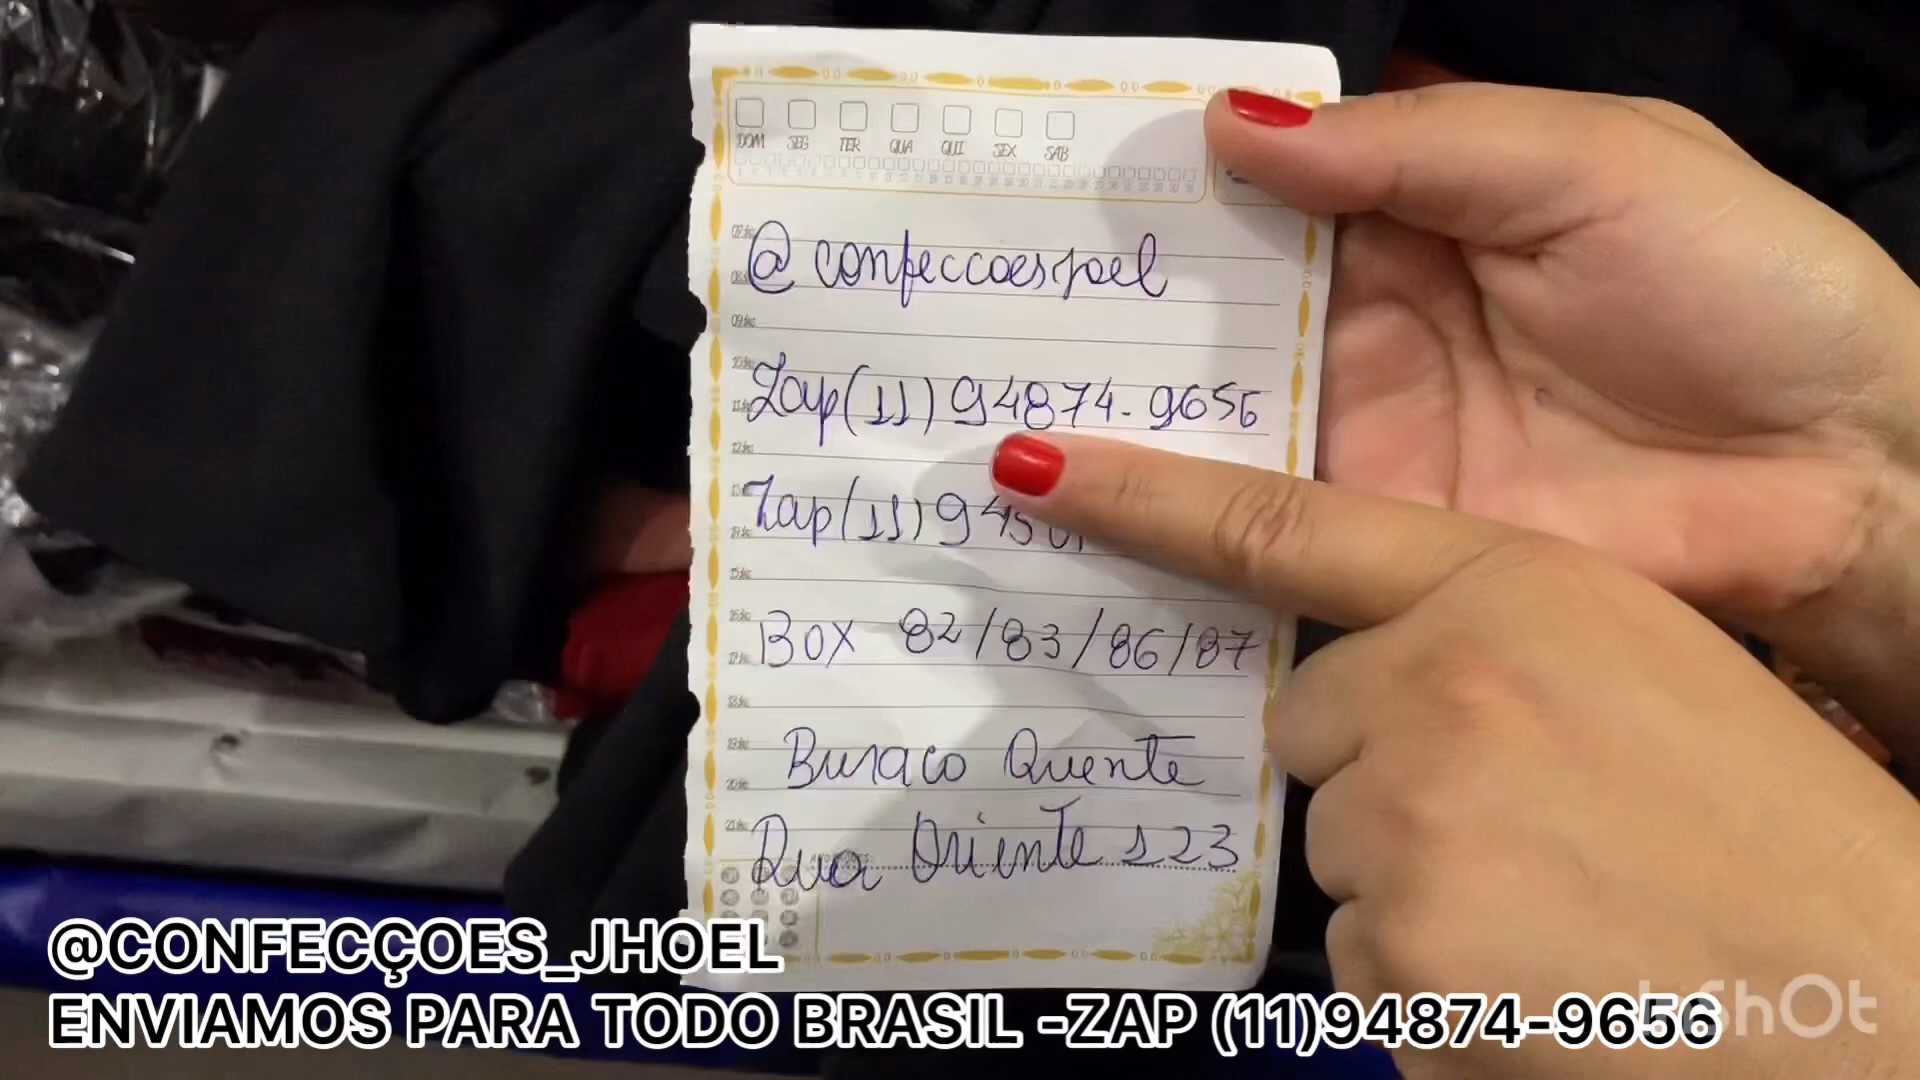 DOM SEG TER QUA QUI SEX SAB
@confeccoesjoel
Zap (11) 94874-9656
Zap (11) 9
Box 82/83/86/87
Buraco Quente
Rua Oriente 123
@CONFECÇOES_JHOEL
ENVIAMOS PARA TODO BRASIL -ZAP (11)94874-9656
InShOt